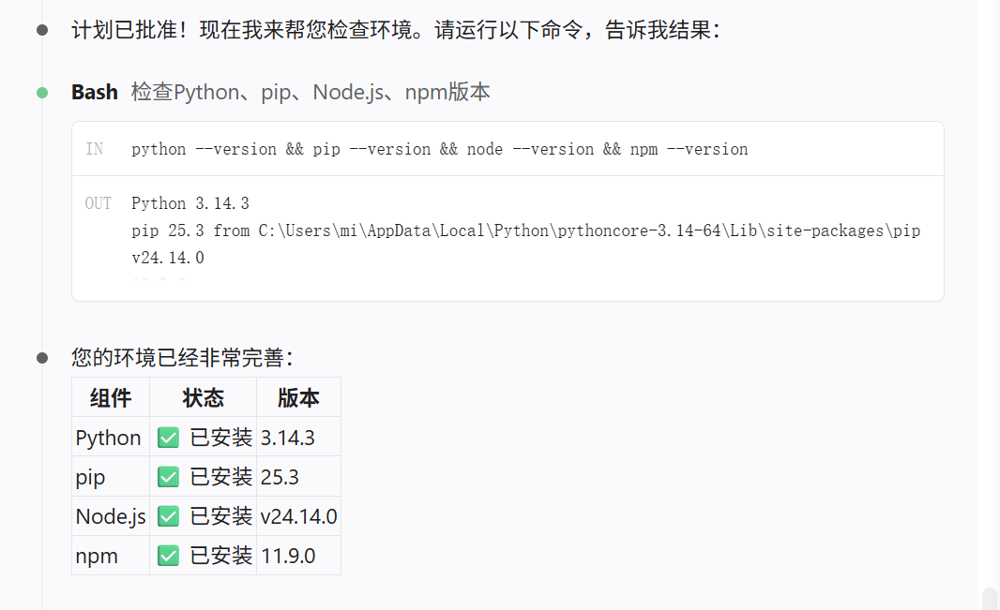 计划已批准！现在我来帮您检查环境。请运行以下命令，告诉我结果：
Bash 检查Python、pip、Node.js、npm版本
IN python --version && pip --version && node --version && npm --version
OUT Python 3.14.3
pip 25.3 from C:\Users\mi\AppData\Local\Python\pythoncore-3.14-64\Lib\site-packages\pip
v24.14.0
您的环境已经非常完善：
组件 状态 版本
Python ✅ 已安装 3.14.3
pip ✅ 已安装 25.3
Node.js ✅ 已安装 v24.14.0
npm ✅ 已安装 11.9.0